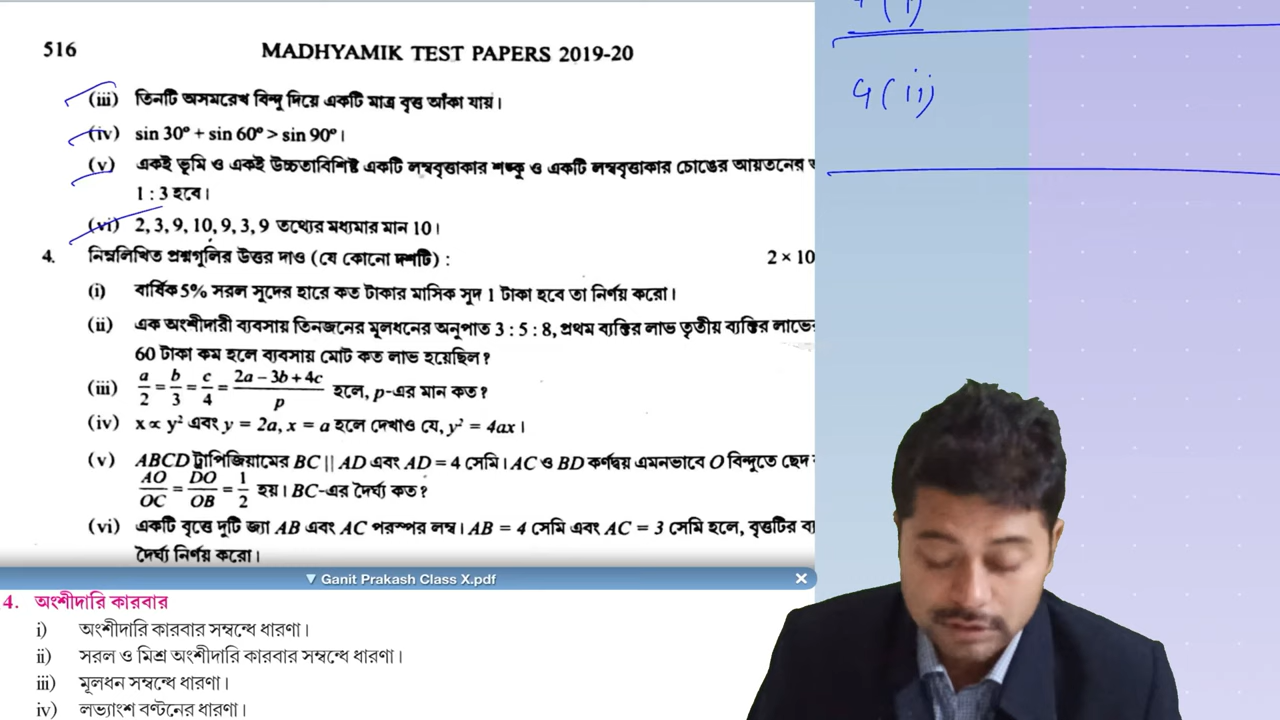 516
MADHYAMIK TEST PAPERS 2019-20
(iii) তিনটি অসমরেখ বিন্দু দিয়ে একটি মাত্র বৃত্ত আঁকা যায়।
(iv) sin 30° + sin 60° > sin 90°।
(v) একই ভূমি ও একই উচ্চতাবিশিষ্ট একটি লম্ববৃত্তাকার শঙ্কু ও একটি লম্ববৃত্তাকার চোঙের আয়তনের
1 : 3 হবে।
(vi) 2, 3, 9, 10, 9, 3, 9 তথ্যের মধ্যমার মান 10।
4. নিম্নলিখিত প্রশ্নগুলির উত্তর দাও (যে কোনো দশটি) : 2 × 10
(i) বার্ষিক 5% সরল সুদের হারে কত টাকার মাসিক সুদ 1 টাকা হবে তা নির্ণয় করো।
(ii) এক অংশীদারী ব্যবসায় তিনজনের মূলধনের অনুপাত 3 : 5 : 8, প্রথম ব্যক্তির লাভ তৃতীয় ব্যক্তির লাভের
60 টাকা কম হলে ব্যবসায় মোট কত লাভ হয়েছিল?
(iii) a/2 = b/3 = c/4 = (2a – 3b + 4c)/p হলে, p-এর মান কত?
(iv) x ∝ y² এবং y = 2a, x = a হলে দেখাও যে, y² = 4ax।
(v) ABCD ট্রাপিজিয়ামের BC || AD এবং AD = 4 সেমি। AC ও BD কর্ণদ্বয় এমনভাবে O বিন্দুতে ছেদ
AO/OC = DO/OB = 1/2 হয়। BC-এর দৈর্ঘ্য কত?
(vi) একটি বৃত্তে দুটি জ্যা AB এবং AC পরস্পর লম্ব। AB = 4 সেমি এবং AC = 3 সেমি হলে, বৃত্তটির
দৈর্ঘ্য নির্ণয় করো।
▼ Ganit Prakash Class X.pdf ✕
4. অংশীদারি কারবার
i) অংশীদারি কারবার সম্বন্ধে ধারণা।
ii) সরল ও মিশ্র অংশীদারি কারবার সম্বন্ধে ধারণা।
iii) মূলধন সম্বন্ধে ধারণা।
iv) লভ্যাংশ বণ্টনের ধারণা।
4 (ii)